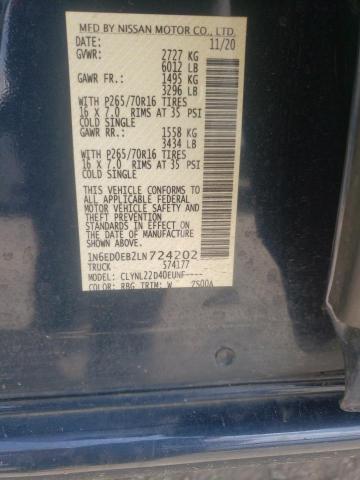 MFD BY NISSAN MOTOR CO., LTD.
DATE: 11/20
GVWR: 2727 KG
6012 LB
GAWR FR.: 1495 KG
3296 LB
WITH P265/70R16 TIRES
16 X 7.0 RIMS AT 35 PSI
COLD SINGLE
GAWR RR.: 1558 KG
3434 LB
WITH P265/70R16 TIRES
16 X 7.0 RIMS AT 35 PSI
COLD SINGLE
THIS VEHICLE CONFORMS TO
ALL APPLICABLE FEDERAL
MOTOR VEHICLE SAFETY AND
THEFT PREVENTION
STANDARDS IN EFFECT ON
THE DATE OF MANUFACTURE
SHOWN ABOVE.
1N6ED0EB2LN724202
TRUCK 574177
MODEL: CLYNL22D40EUNF----
COLOR: RBG TRIM: W 7S00A